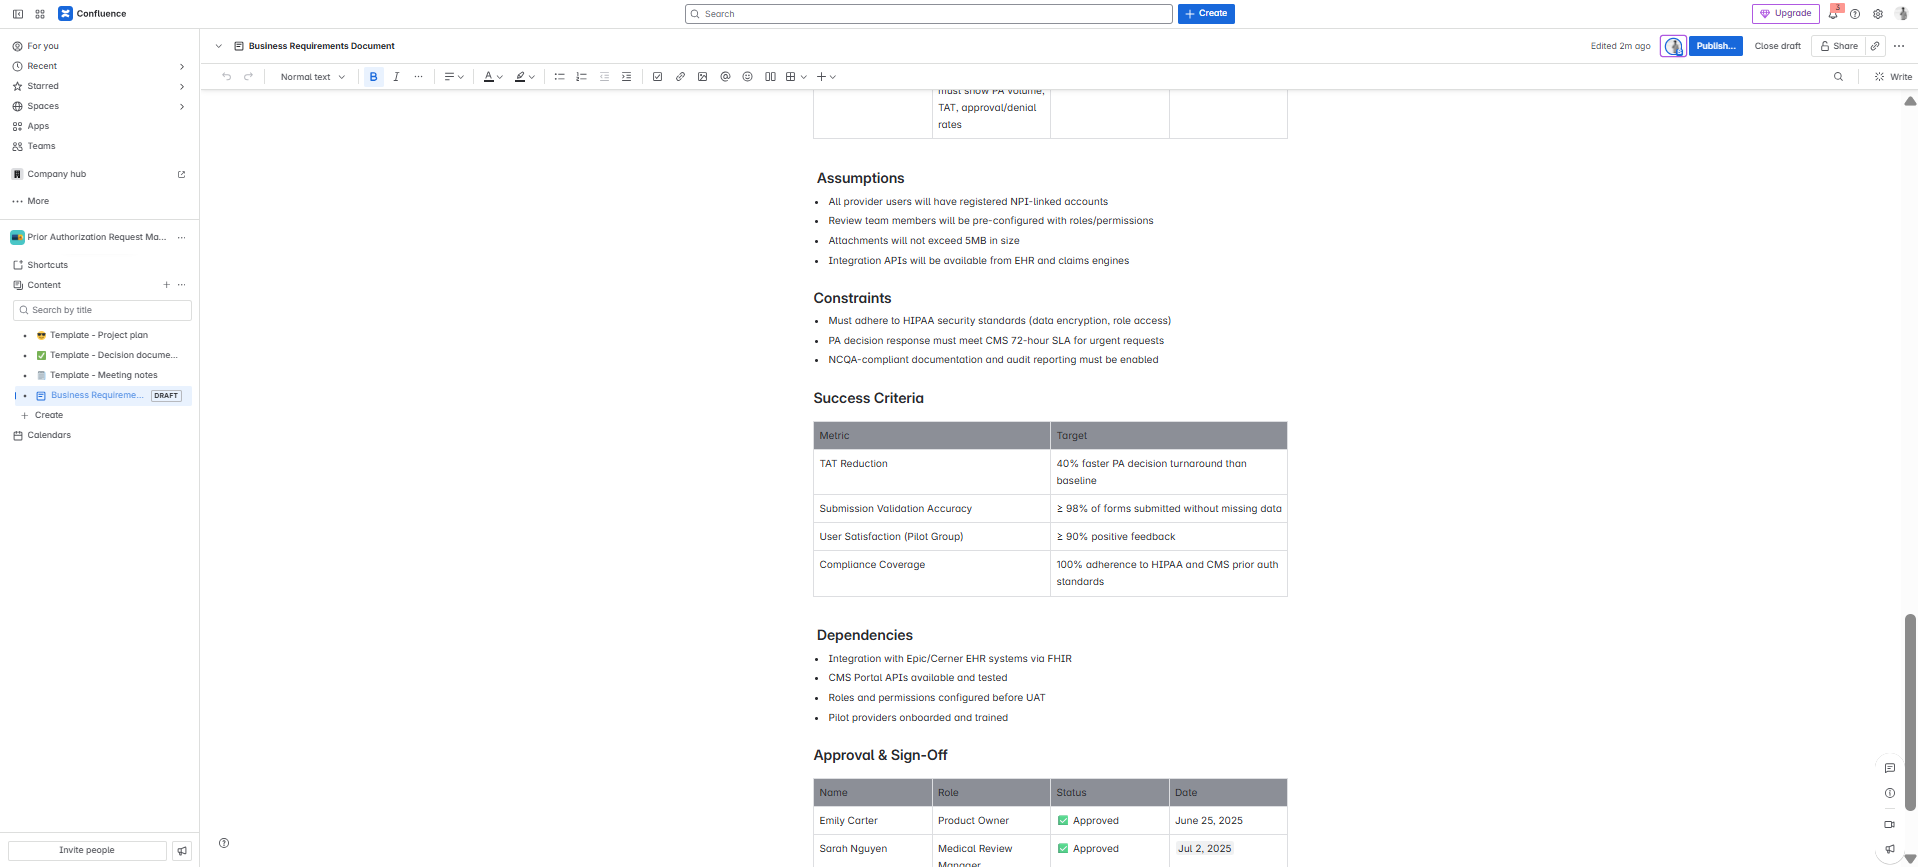 Confluence
Search
Create
Upgrade
3
For you
Recent
Starred
Spaces
Apps
Teams
Company hub
More
Prior Authorization Request Ma...
Shortcuts
Content
Search by title
Template - Project plan
Template - Decision docume...
Template - Meeting notes
Business Requireme... DRAFT
Create
Calendars
Invite people
Business Requirements Document
Edited 2m ago
Publish...
Close draft
Share
Normal text
B I
A
Write
must show PA volume,
TAT, approval/denial
rates
Assumptions
• All provider users will have registered NPI-linked accounts
• Review team members will be pre-configured with roles/permissions
• Attachments will not exceed 5MB in size
• Integration APIs will be available from EHR and claims engines
Constraints
• Must adhere to HIPAA security standards (data encryption, role access)
• PA decision response must meet CMS 72-hour SLA for urgent requests
• NCQA-compliant documentation and audit reporting must be enabled
Success Criteria
Metric Target
TAT Reduction 40% faster PA decision turnaround than
baseline
Submission Validation Accuracy ≥ 98% of forms submitted without missing data
User Satisfaction (Pilot Group) ≥ 90% positive feedback
Compliance Coverage 100% adherence to HIPAA and CMS prior auth
standards
Dependencies
• Integration with Epic/Cerner EHR systems via FHIR
• CMS Portal APIs available and tested
• Roles and permissions configured before UAT
• Pilot providers onboarded and trained
Approval & Sign-Off
Name Role Status Date
Emily Carter Product Owner ✅ Approved June 25, 2025
Sarah Nguyen Medical Review ✅ Approved Jul 2, 2025
Manager